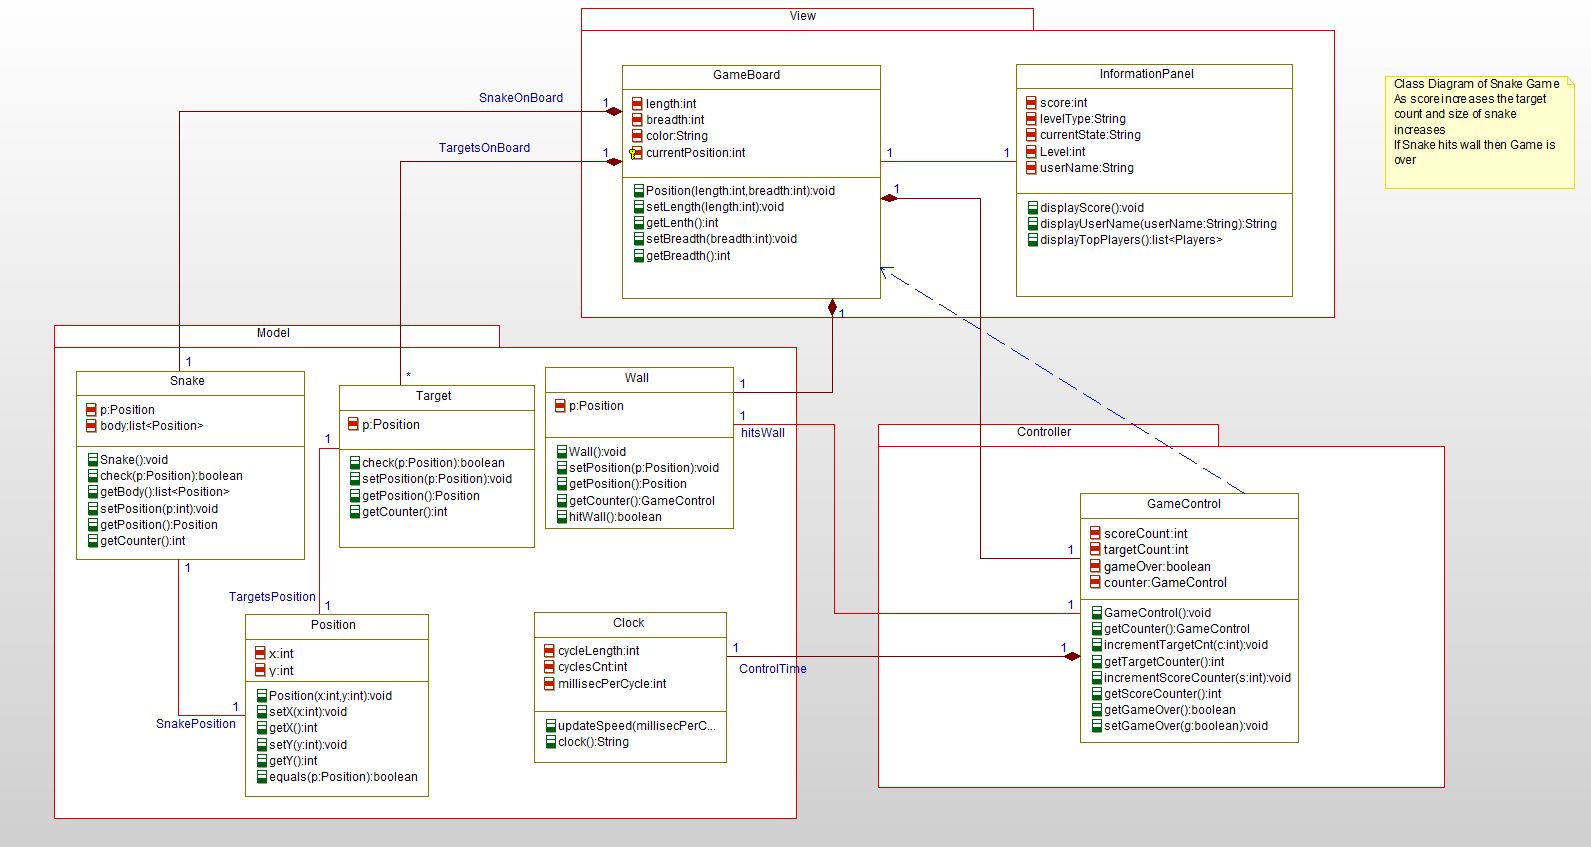 View
GameBoard
length:int
breadth:int
color:String
currentPosition:int
Position(length:int,breadth:int):void
setLength(length:int):void
getLenth():int
setBreadth(breadth:int):void
getBreadth():int
InformationPanel
score:int
levelType:String
currentState:String
Level:int
userName:String
displayScore():void
displayUserName(userName:String):String
displayTopPlayers():list<Players>
Class Diagram of Snake Game
As score increases the target
count and size of snake
increases
If Snake hits wall then Game is
over
SnakeOnBoard
1
TargetsOnBoard
1
1
1
1
1
Model
1
*
Snake
p:Position
body:list<Position>
Snake():void
check(p:Position):boolean
getBody():list<Position>
setPosition(p:int):void
getPosition():Position
getCounter():int
Target
p:Position
check(p:Position):boolean
setPosition(p:Position):void
getPosition():Position
getCounter():int
Wall
p:Position
Wall():void
setPosition(p:Position):void
getPosition():Position
getCounter():GameControl
hitWall():boolean
1
1
hitsWall
1
1
TargetsPosition
1
1
SnakePosition
Position
x:int
y:int
Position(x:int,y:int):void
setX(x:int):void
getX():int
setY(y:int):void
getY():int
equals(p:Position):boolean
Clock
cycleLength:int
cyclesCnt:int
millisecPerCycle:int
updateSpeed(millisecPerC...
clock():String
1
ControlTime
1
Controller
1
1
GameControl
scoreCount:int
targetCount:int
gameOver:boolean
counter:GameControl
GameControl():void
getCounter():GameControl
incrementTargetCnt(c:int):void
getTargetCounter():int
incrementScoreCounter(s:int):void
getScoreCounter():int
getGameOver():boolean
setGameOver(g:boolean):void